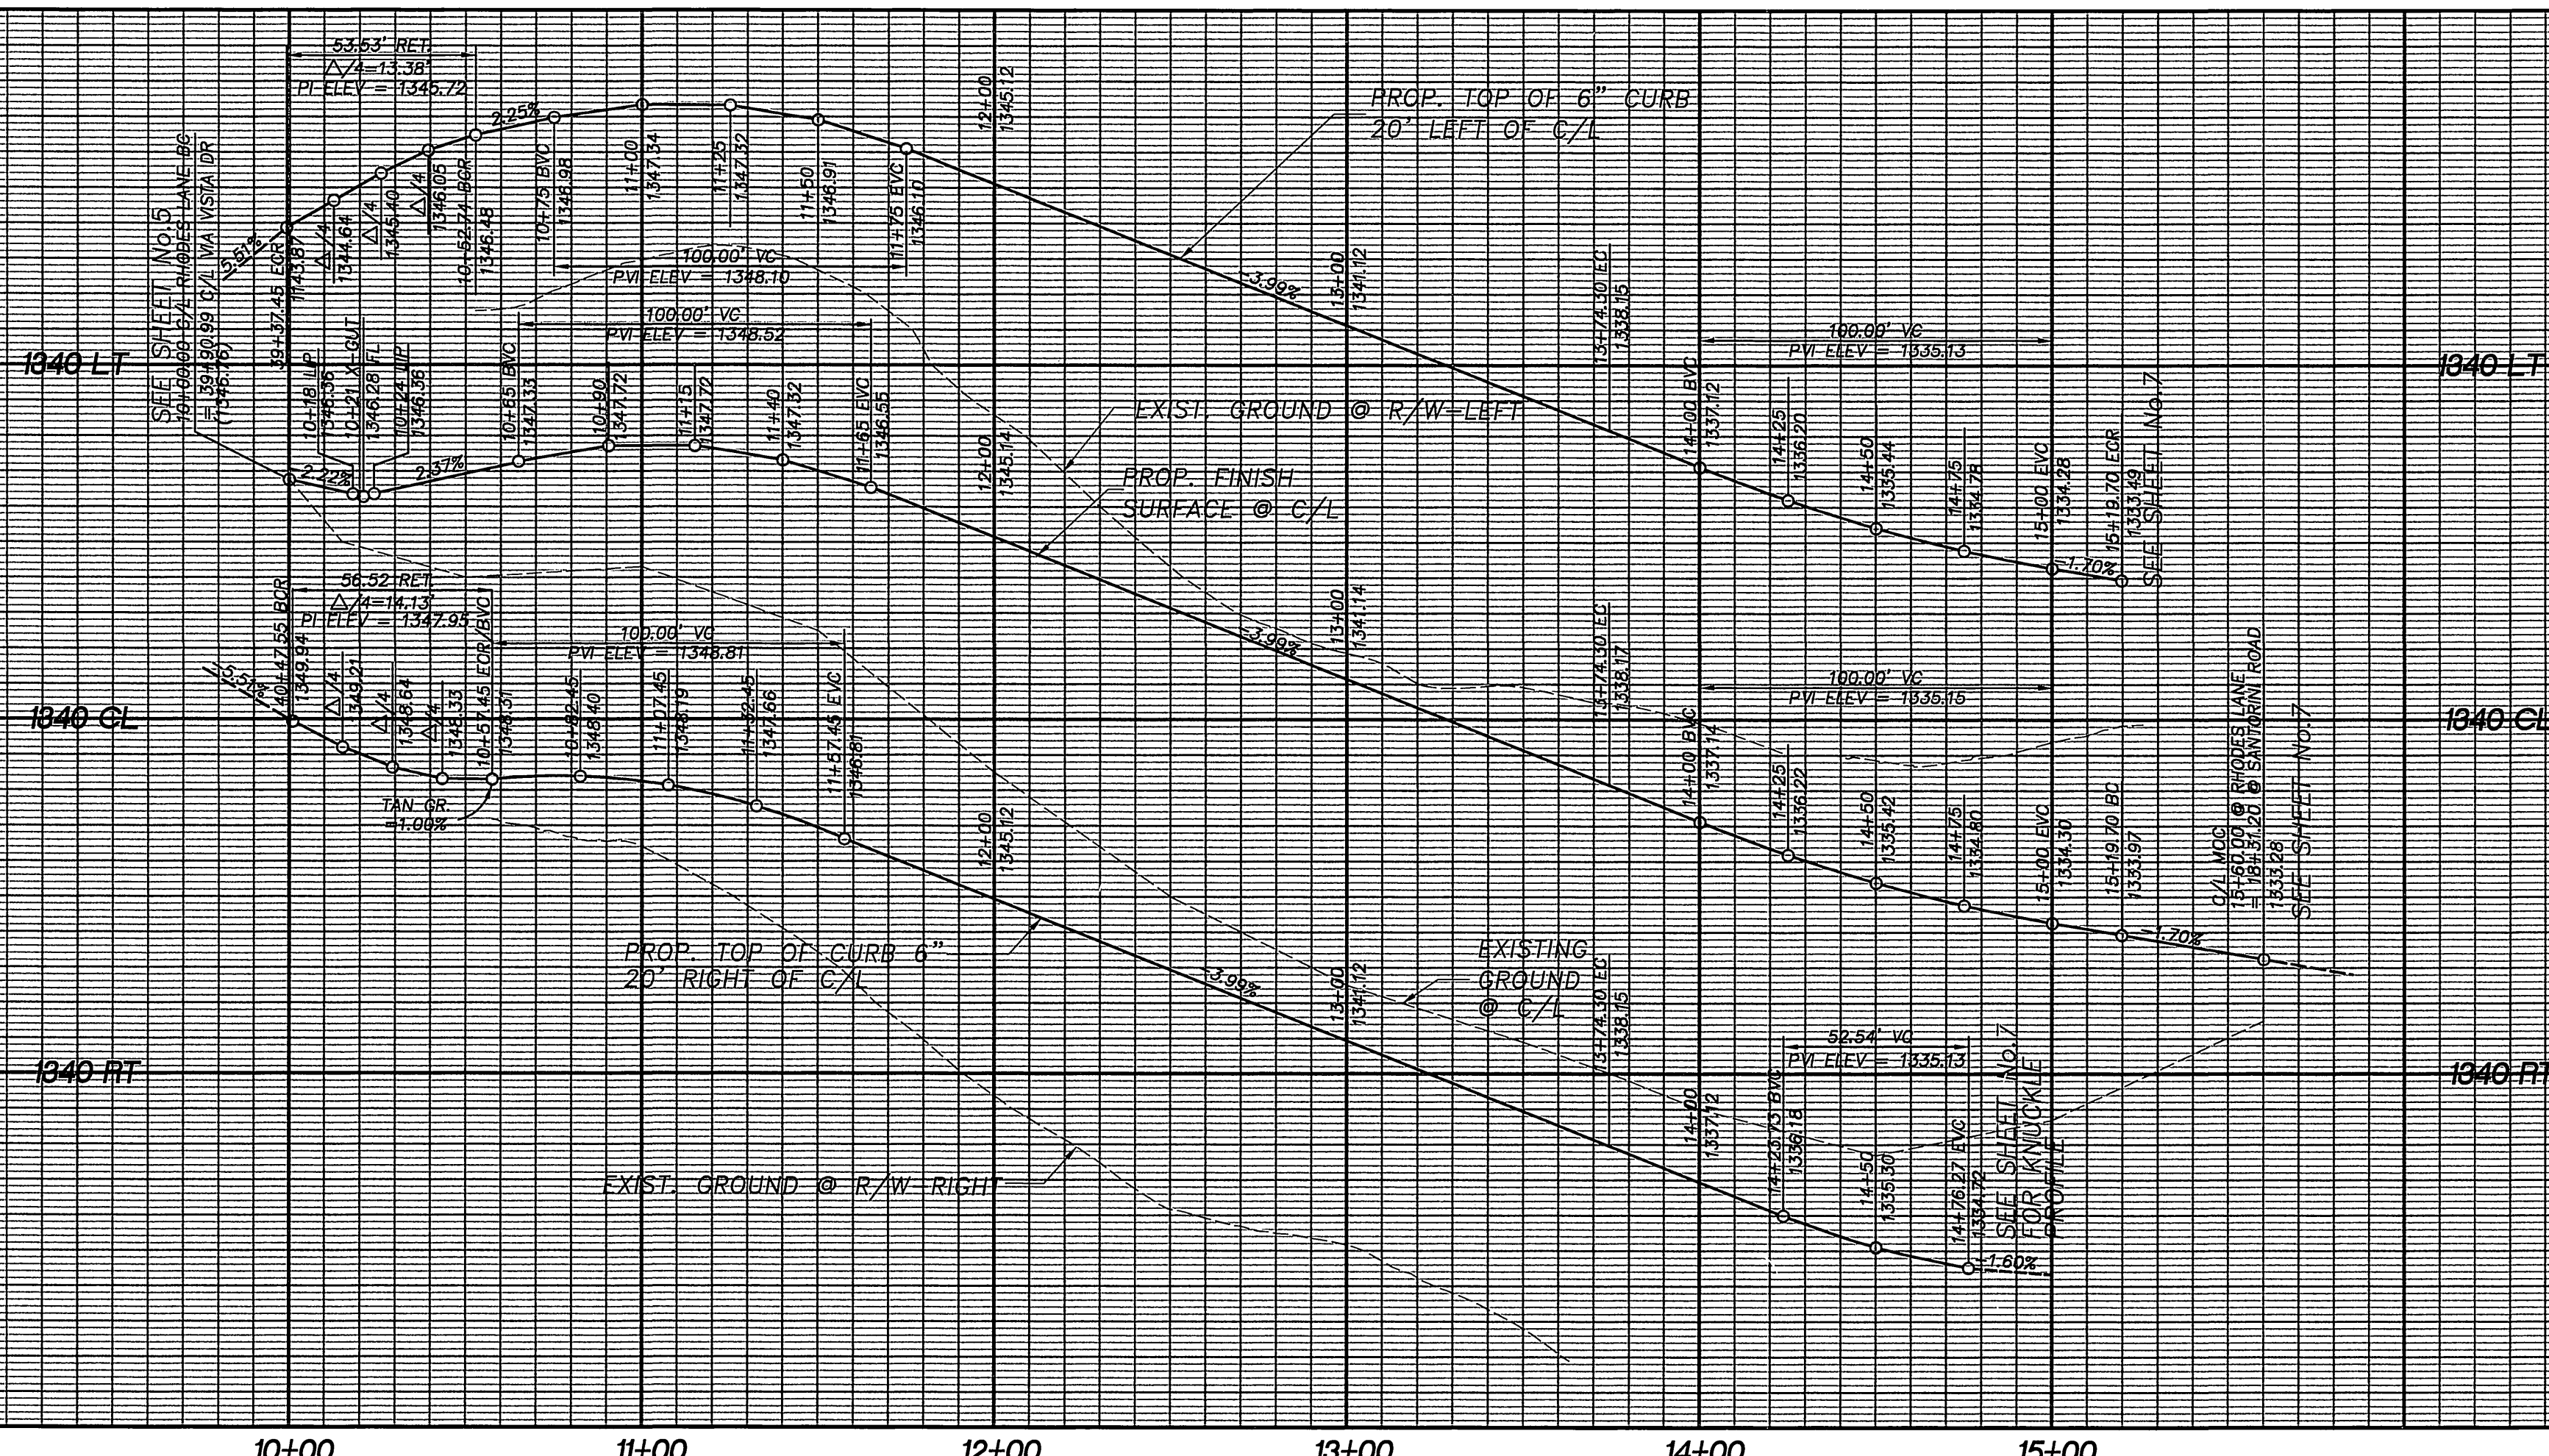 53.53' RET.
△/4=13.38'
PI ELEV = 1345.72
5.51%
2.25%
39+37.45 ECR
1143.87
△/4
1344.64
△/4
1345.40
△/4
1346.05
10+52.74 BCR
1346.48
10+75 BVC
1346.98
11+00
1347.34
11+25
1347.32
11+50
1346.91
11+75 EVC
1346.10
100.00' VC
PVI ELEV = 1348.10
12+00
1345.12
PROP. TOP OF 6" CURB
20' LEFT OF C/L
-3.99%
13+00
1341.12
13+74.30 EC
1338.15
100.00' VC
PVI ELEV = 1335.13
14+00 BVC
1337.12
14+25
1336.20
14+50
1335.44
14+75
1334.78
15+00 EVC
1334.28
-1.70%
15+19.70 ECR
1333.49
SEE SHEET No.7
1340 LT
1340 LT
SEE SHEET No.5
10+00.00 C/L RHODES LANE BC
= 39+90.99 C/L VIA VISTA DR
(1346.76)
10+18 LIP
1346.36
10+21 X-GUT
1346.28 FL
10+24 LIP
1346.36
2.22%
2.37%
10+65 BVC
1347.33
10+90
1347.72
11+15
1347.72
11+40
1347.32
11+65 EVC
1346.55
100.00' VC
PVI ELEV = 1348.52
12+00
1345.14
EXIST. GROUND @ R/W-LEFT
PROP. FINISH
SURFACE @ C/L
-3.99%
13+00
1341.14
13+74.30 EC
1338.17
100.00' VC
PVI ELEV = 1335.15
14+00 BVC
1337.14
14+25
1336.22
14+50
1335.42
14+75
1334.80
15+00 EVC
1334.30
15+19.70 BC
1333.97
-1.70%
C/L MOC
15+60.00 @ RHODES LANE
= 18+31.20 @ SANTORINI ROAD
1333.28
SEE SHEET No.7
1340 CL
1340 CL
56.52 RET.
△/4=14.13'
PI ELEV = 1347.95
-5.51%
40+47.55 BCR
1349.94
△/4
1349.21
△/4
1348.64
△/4
1348.33
10+57.45 ECR/BVC
1348.31
TAN GR.
=1.00%
100.00' VC
PVI ELEV = 1348.81
10+82.45
1348.40
11+07.45
1348.19
11+32.45
1347.66
11+57.45 EVC
1346.81
12+00
1345.12
PROP. TOP OF CURB 6"
20' RIGHT OF C/L
-3.99%
13+00
1341.12
EXISTING
GROUND
@ C/L
13+74.30 EC
1338.15
52.54' VC
PVI ELEV = 1335.13
14+00
1337.12
14+23.73 BVC
1336.18
14+50
1335.30
14+76.27 EVC
1334.72
-1.60%
SEE SHEET No.7
FOR KNUCKLE
PROFILE
1340 RT
1340 RT
EXIST. GROUND @ R/W-RIGHT
10+00 11+00 12+00 13+00 14+00 15+00